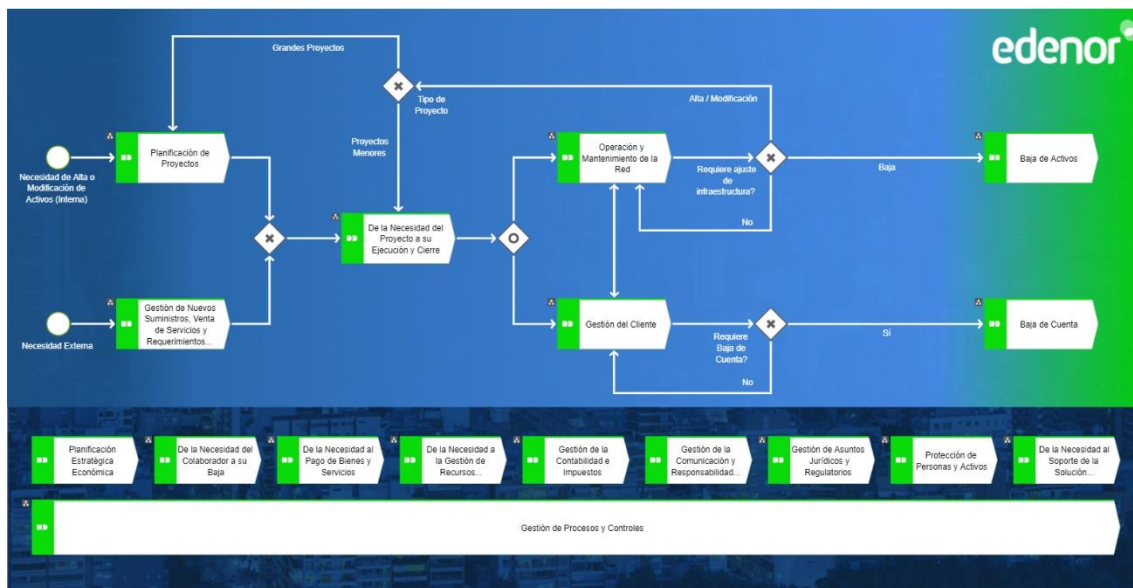 Grandes Proyectos
edenor
Tipo de
Proyecto
Alta / Modificación
Planificación de
Proyectos
Proyectos
Menores
Operación y
Mantenimiento de la
Red
Requiere ajuste
de
infraestructura?
Baja
Baja de Activos
Necesidad de Alta o
Modificación de
Activos (Interna)
No
De la Necesidad del
Proyecto a su
Ejecución y Cierre
Gestión de Nuevos
Suministros, Venta
de Servicios y
Requerimientos...
Necesidad Externa
Gestión del Cliente
Requiere
Baja de
Cuenta?
Sí
Baja de Cuenta
No
Planificación
Estratégica
Económica
De la Necesidad del
Colaborador a su
Baja
De la Necesidad al
Pago de Bienes y
Servicios
De la Necesidad a
la Gestión de
Recursos...
Gestión de la
Contabilidad e
Impuestos
Gestión de la
Comunicación y
Responsabilidad...
Gestión de Asuntos
Jurídicos y
Regulatorios
Protección de
Personas y Activos
De la Necesidad al
Soporte de la
Solución...
Gestión de Procesos y Controles